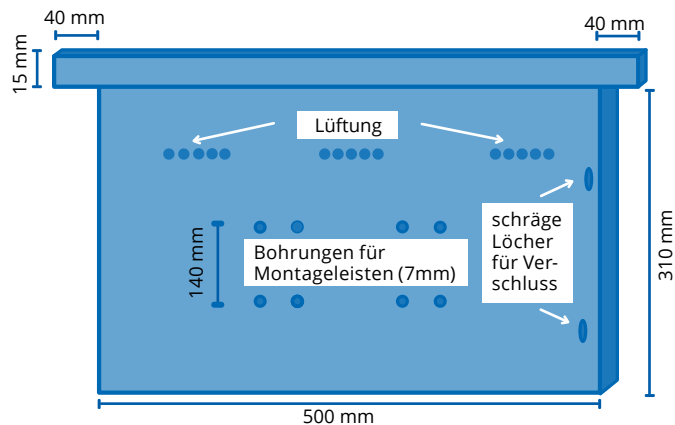 40 mm
40 mm
15 mm
Lüftung
schräge
Löcher
für Ver-
schluss
140 mm
Bohrungen für
Montageleisten (7mm)
310 mm
500 mm